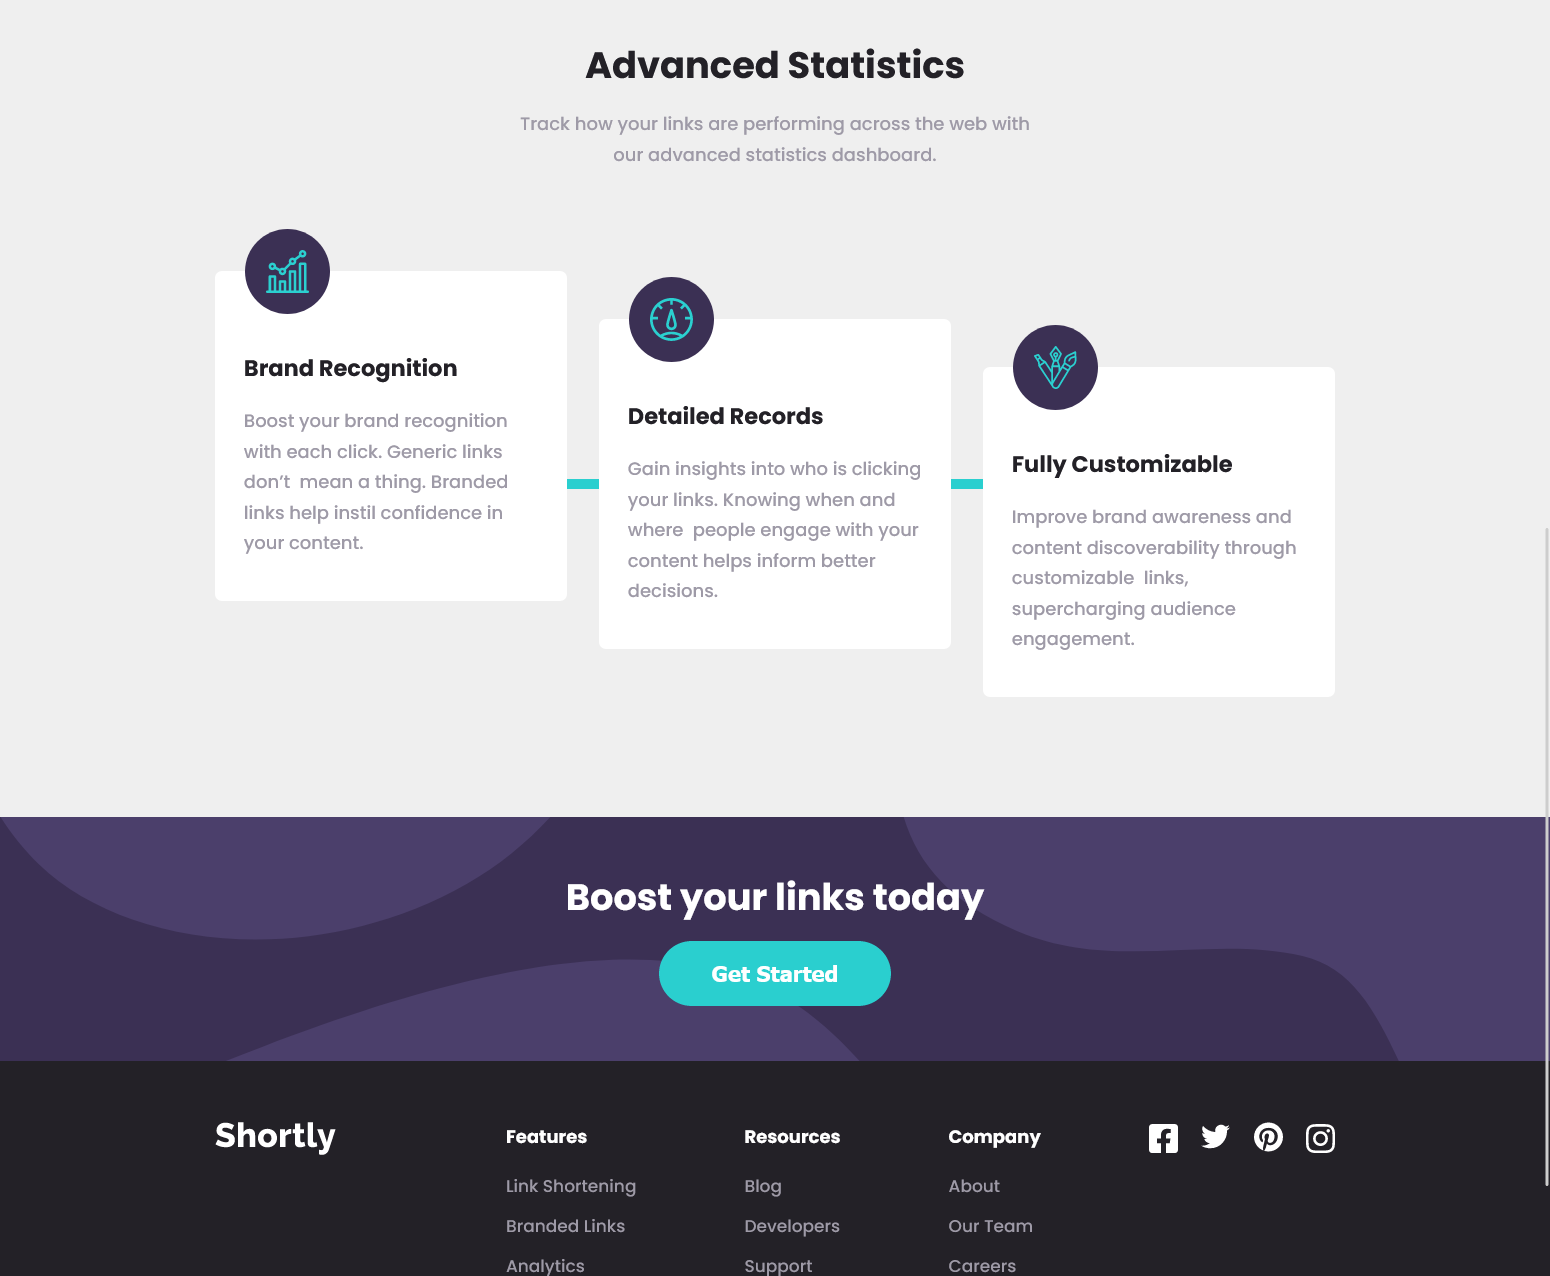 Advanced Statistics
Track how your links are performing across the web with
our advanced statistics dashboard.
Brand Recognition
Boost your brand recognition
with each click. Generic links
don’t  mean a thing. Branded
links help instil confidence in
your content.
Detailed Records
Gain insights into who is clicking
your links. Knowing when and
where  people engage with your
content helps inform better
decisions.
Fully Customizable
Improve brand awareness and
content discoverability through
customizable  links,
supercharging audience
engagement.
Boost your links today
Get Started
Shortly
Features
Link Shortening
Branded Links
Analytics
Resources
Blog
Developers
Support
Company
About
Our Team
Careers